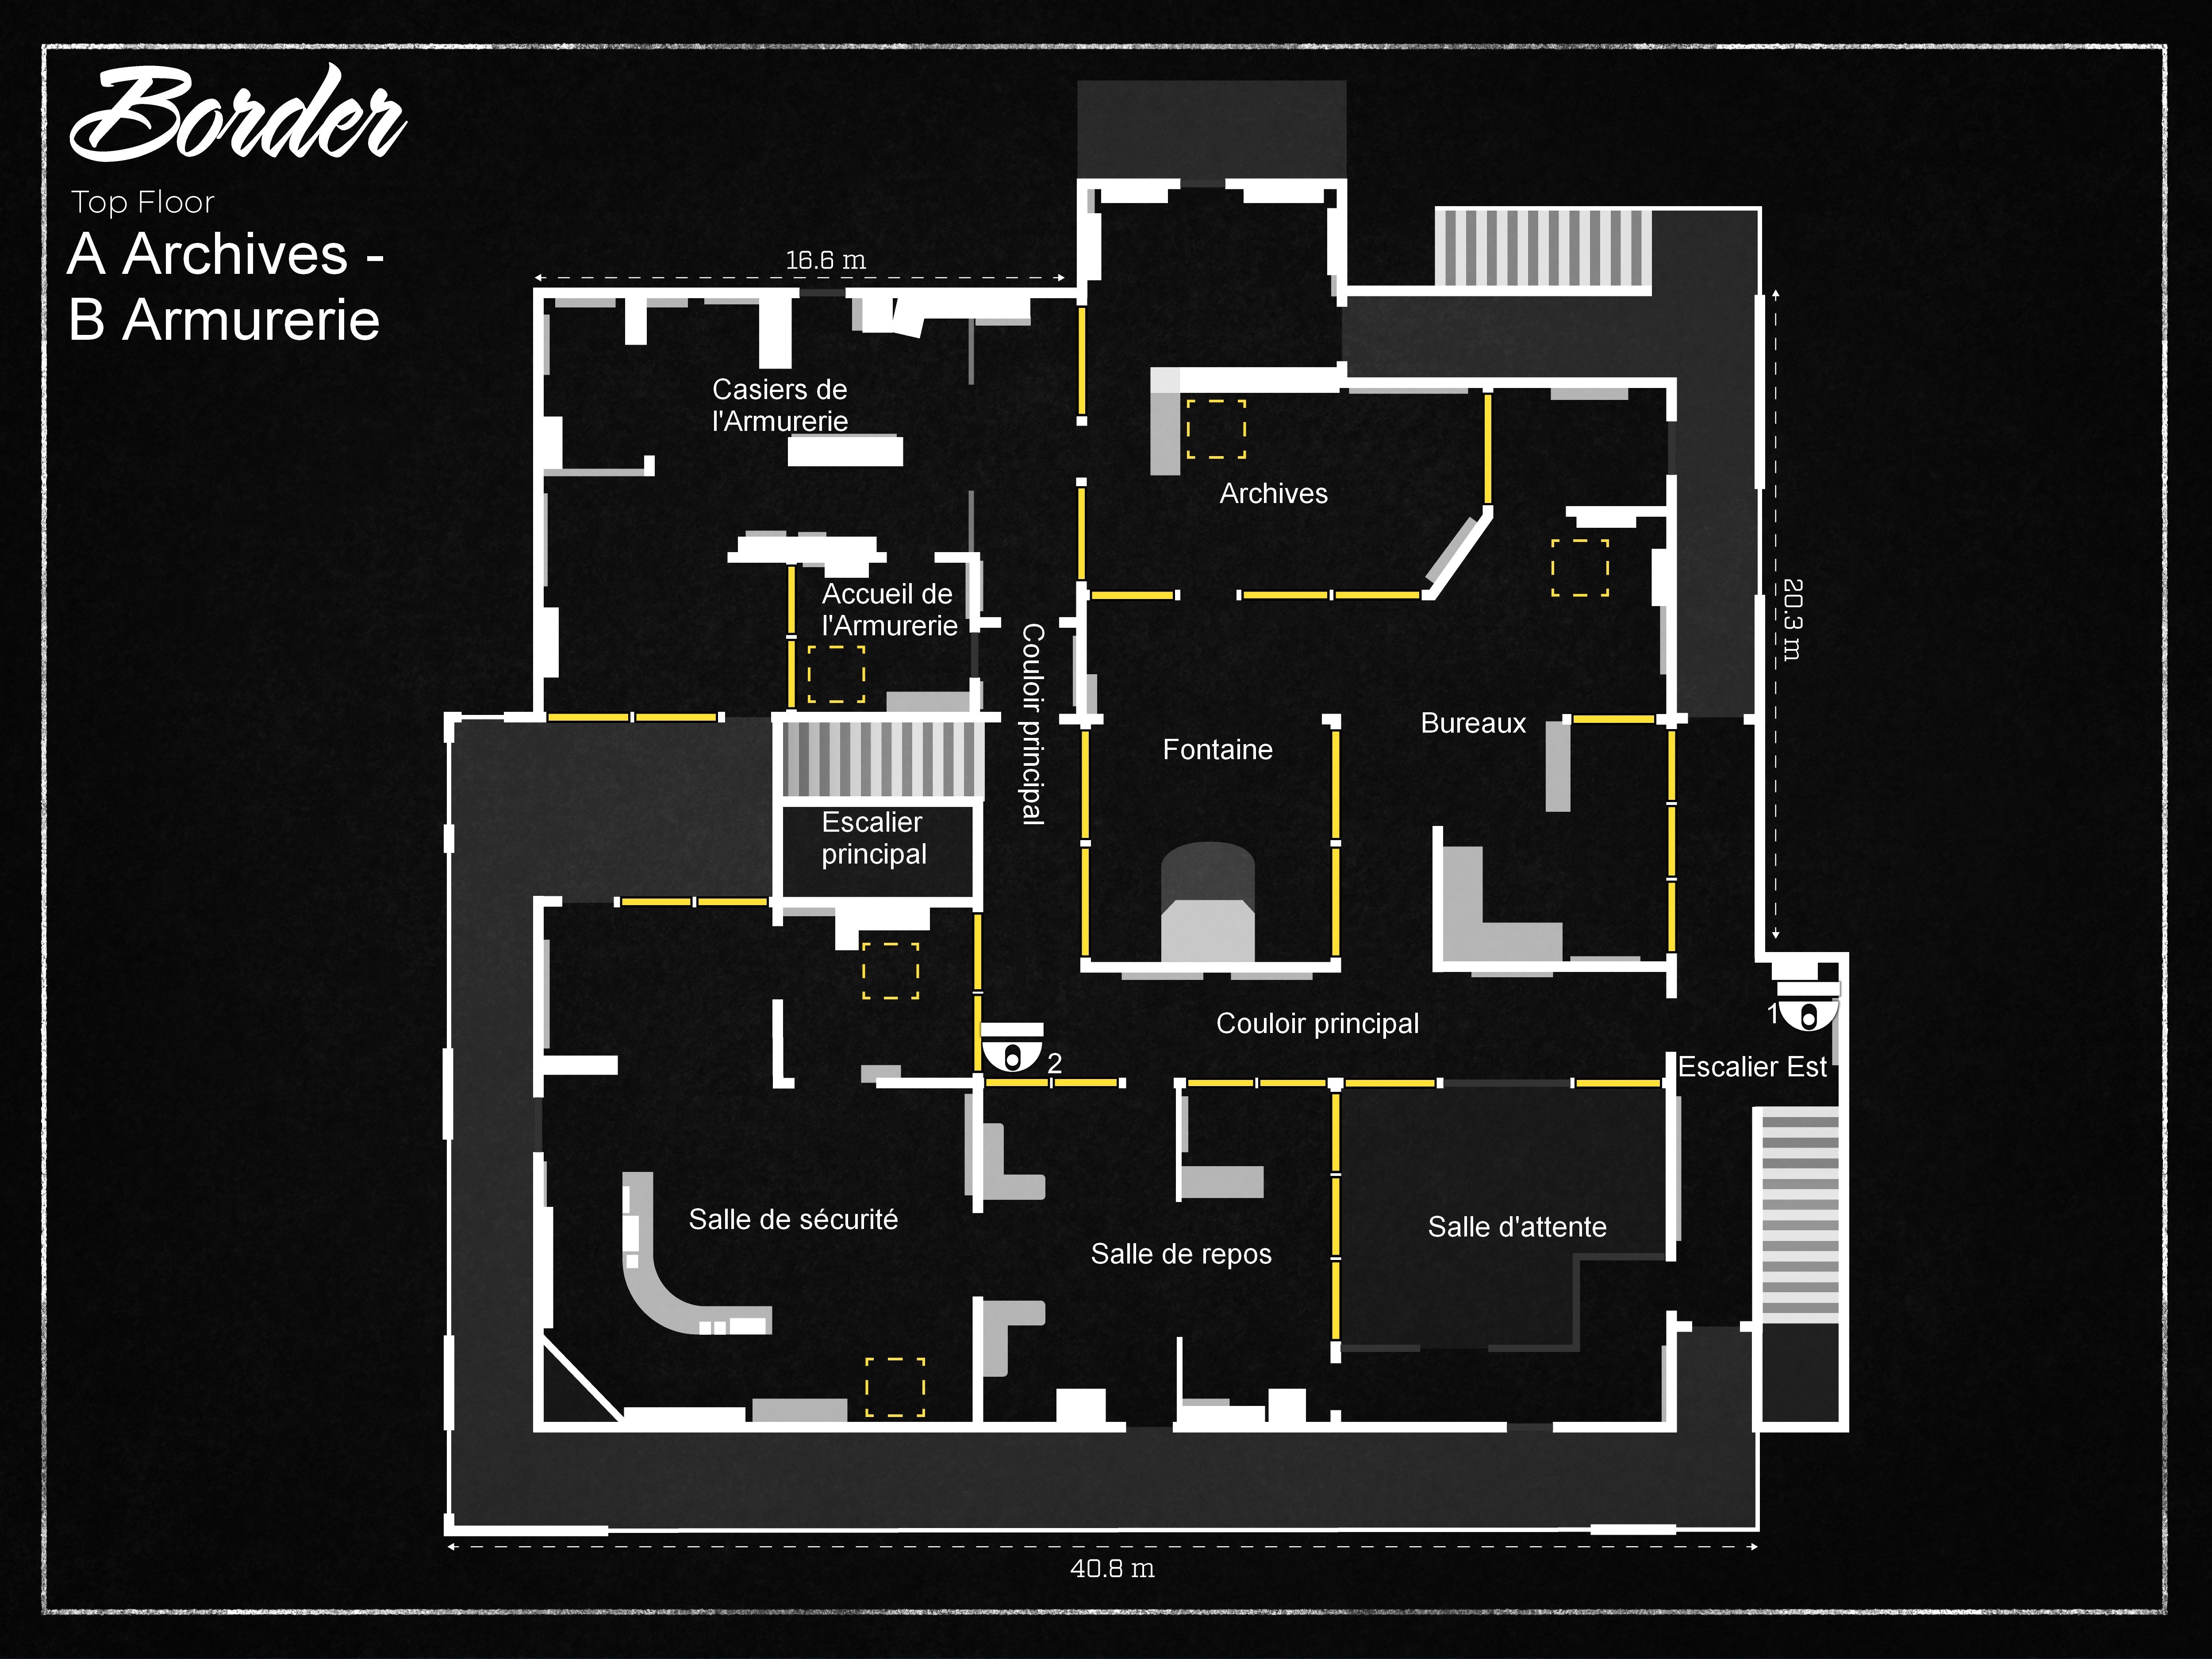 Border
Top Floor
A Archives -
B Armurerie
16.6 m
Casiers de
l'Armurerie
Archives
Accueil de
l'Armurerie
Couloir principal
20.3 m
Fontaine
Bureaux
Escalier
principal
Couloir principal
1
2
Escalier Est
Salle de sécurité
Salle de repos
Salle d'attente
40.8 m